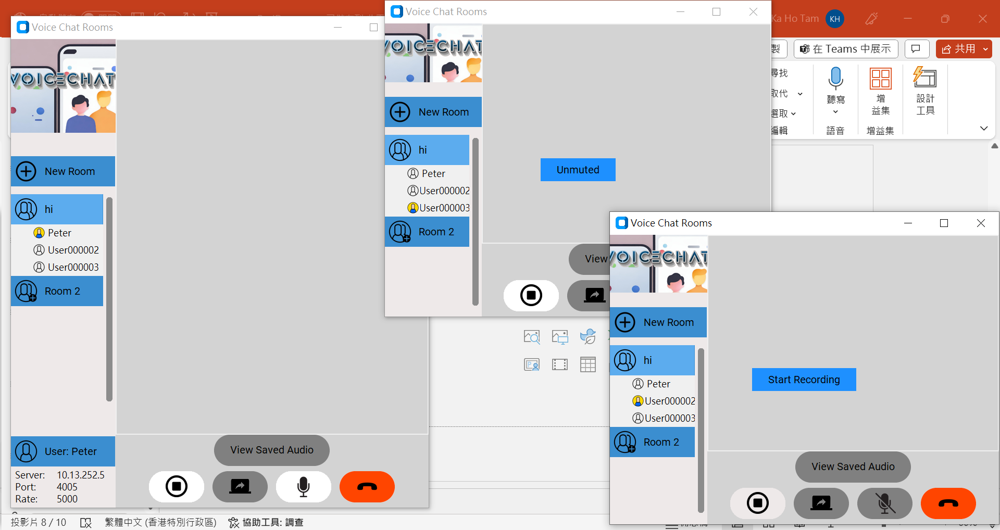 Voice Chat Rooms
VOICECHAT
New Room
hi
Peter
User000002
User000003
Room 2
User: Peter
Server: 10.13.252.5
Port: 4005
Rate: 5000
View Saved Audio
Voice Chat Rooms
VOICECHAT
New Room
hi
Peter
User000002
User000003
Room 2
Unmuted
View
Ka Ho Tam
KH
製
在 Teams 中展示
共用
尋找
取代
選取
編輯
聽寫
語音
增
益集
增益集
設計
工具
Voice Chat Rooms
VOICECHAT
New Room
hi
Peter
User000002
User000003
Room 2
Start Recording
View Saved Audio
投影片 8 / 10
繁體中文 (香港特別行政區)
協助工具: 調查